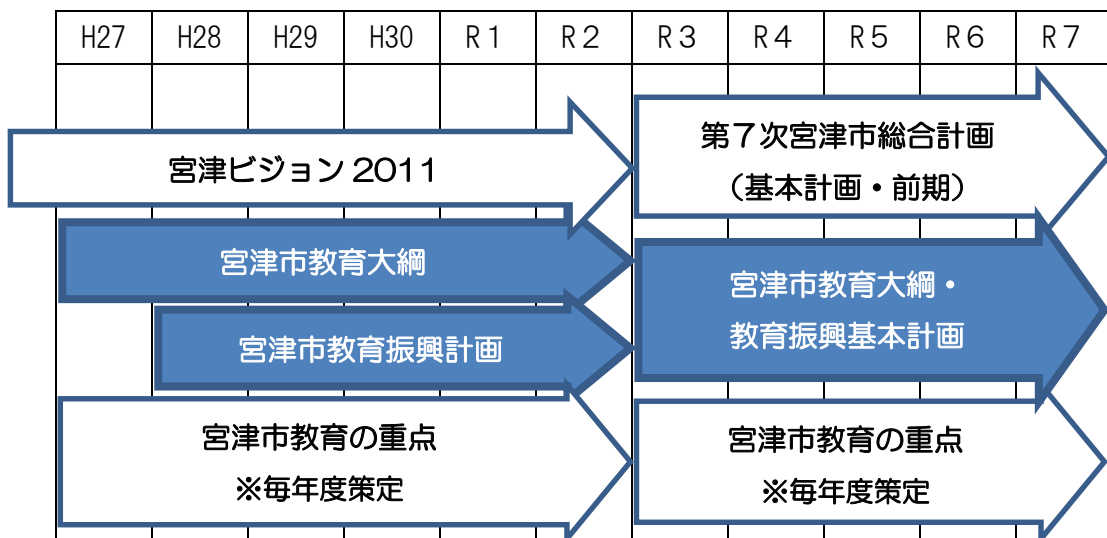 H27 H28 H29 H30 R１ R２ R３ R４ R５ R６ R７
宮津ビジョン 2011
第７次宮津市総合計画
（基本計画・前期）
宮津市教育大綱
宮津市教育振興計画
宮津市教育大綱・
教育振興基本計画
宮津市教育の重点
※毎年度策定
宮津市教育の重点
※毎年度策定